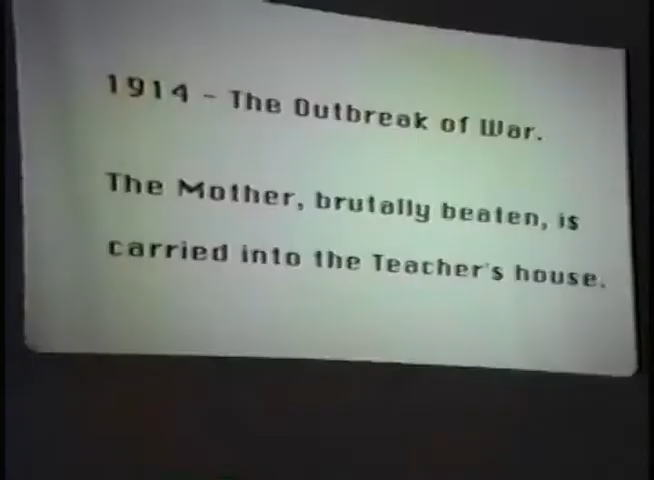 1914 - The Outbreak of War.
The Mother, brutally beaten, is
carried into the Teacher's house.